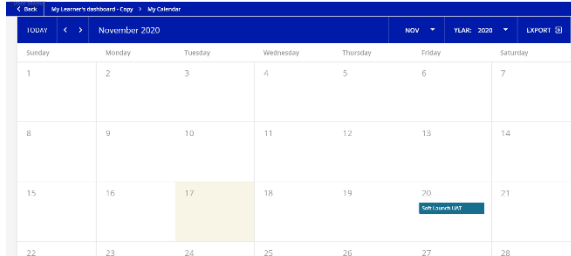 Back My Learner's dashboard - Copy > My Calendar
TODAY < > November 2020 NOV YEAR: 2020 EXPORT
Sunday Monday Tuesday Wednesday Thursday Friday Saturday
1 2 3 4 5 6 7
8 9 10 11 12 13 14
15 16 17 18 19 20 21
Soft Launch UAT
22 23 24 25 26 27 28